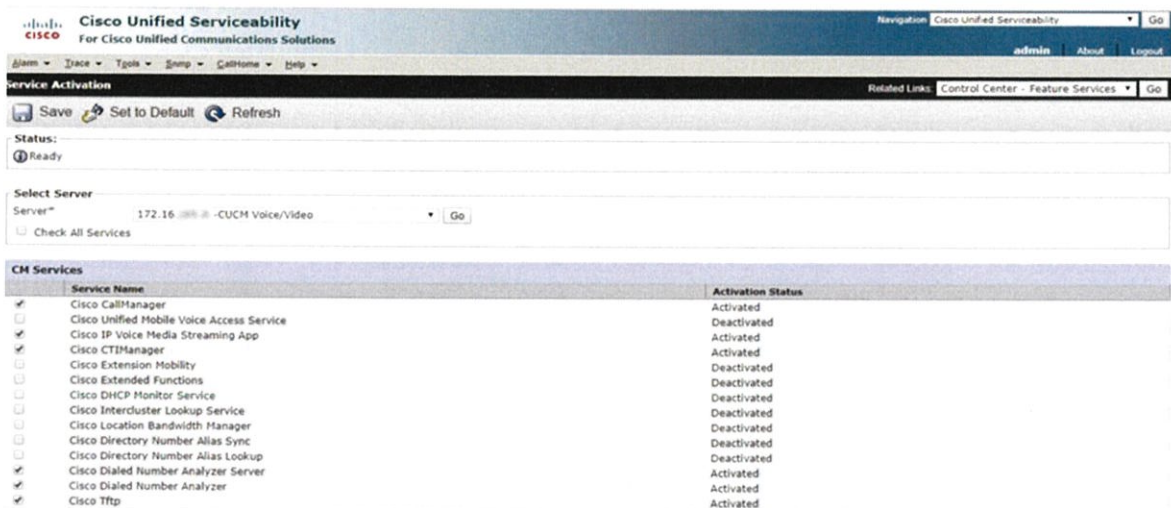 Cisco Unified Serviceability
Navigation Cisco Unified Serviceability Go
CISCO For Cisco Unified Communications Solutions
admin About Logout
Alarm Trace Tools Snmp CallHome Help
Service Activation
Related Links: Control Center - Feature Services Go
Save Set to Default Refresh
Status:
Ready
Select Server
Server* 172.16 -CUCM Voice/Video Go
Check All Services
CM Services
Service Name Activation Status
Cisco CallManager Activated
Cisco Unified Mobile Voice Access Service Deactivated
Cisco IP Voice Media Streaming App Activated
Cisco CTIManager Activated
Cisco Extension Mobility Deactivated
Cisco Extended Functions Deactivated
Cisco DHCP Monitor Service Deactivated
Cisco Intercluster Lookup Service Deactivated
Cisco Location Bandwidth Manager Deactivated
Cisco Directory Number Alias Sync Deactivated
Cisco Directory Number Alias Lookup Deactivated
Cisco Dialed Number Analyzer Server Activated
Cisco Dialed Number Analyzer Activated
Cisco Tftp Activated